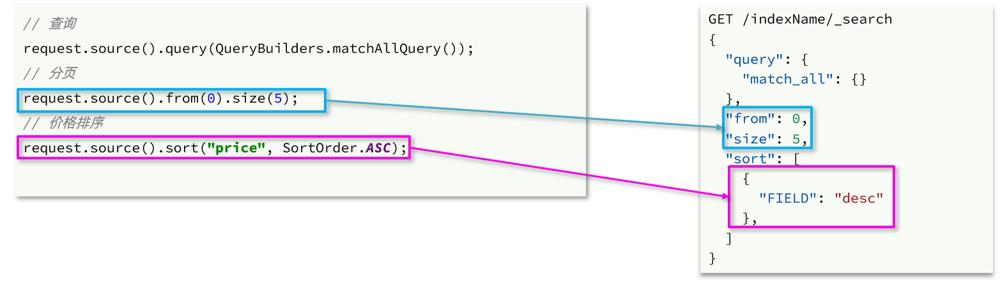 // 查询
request.source().query(QueryBuilders.matchAllQuery());
// 分页
request.source().from(0).size(5);
// 价格排序
request.source().sort("price", SortOrder.ASC);
GET /indexName/_search
{
  "query": {
    "match_all": {}
  },
  "from": 0,
  "size": 5,
  "sort": [
    {
      "FIELD": "desc"
    },
  ]
}